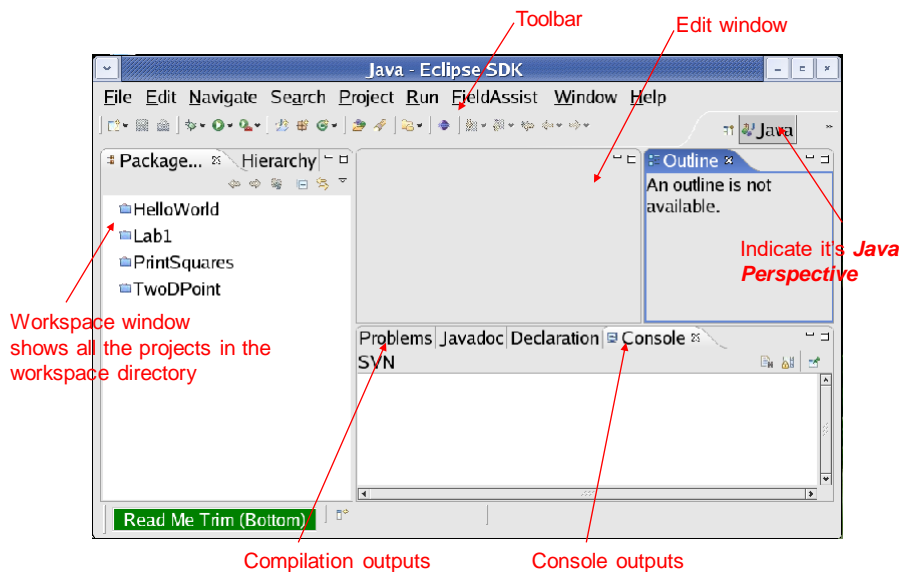 Toolbar
Edit window
Java - Eclipse SDK
File Edit Navigate Search Project Run FieldAssist Window Help
Java
Package... Hierarchy
Outline
An outline is not
available.
HelloWorld
Lab1
PrintSquares
TwoDPoint
Indicate it's Java
Perspective
Workspace window
shows all the projects in the
workspace directory
Problems Javadoc Declaration Console
SVN
Read Me Trim (Bottom)
Compilation outputs
Console outputs